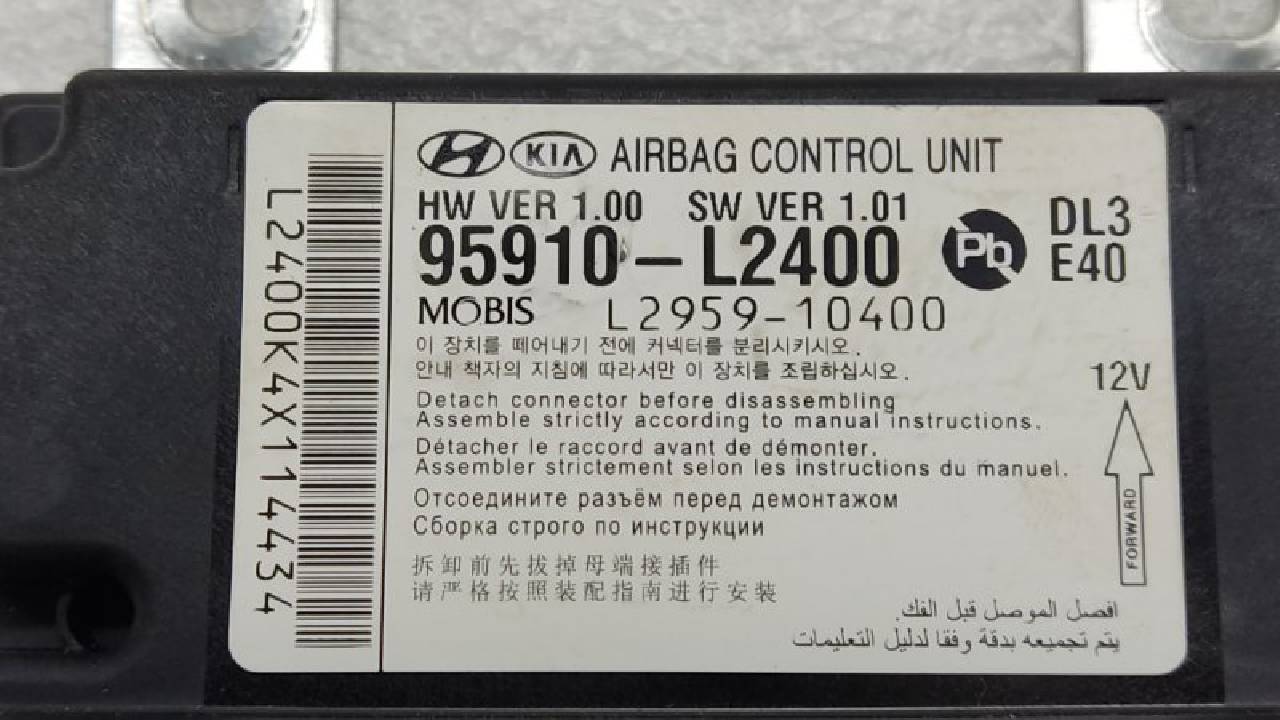 L2400K4X114434
KIA AIRBAG CONTROL UNIT
HW VER 1.00 SW VER 1.01
95910-L2400
Pb
DL3
E40
MOBIS L2959-10400
이 장치를 떼어내기 전에 커넥터를 분리시키시오.
안내 책자의 지침에 따라서만 이 장치를 조립하십시오.
Detach connector before disassembling
Assemble strictly according to manual instructions.
Détacher le raccord avant de démonter.
Assembler strictement selon les instructions du manuel.
Отсоедините разъём перед демонтажом
Сборка строго по инструкции
拆卸前先拔掉母端接插件
请严格按照装配指南进行安装
12V
FORWARD
افصل الموصل قبل الفك.
يتم تجميعه بدقة وفقا لدليل التعليمات